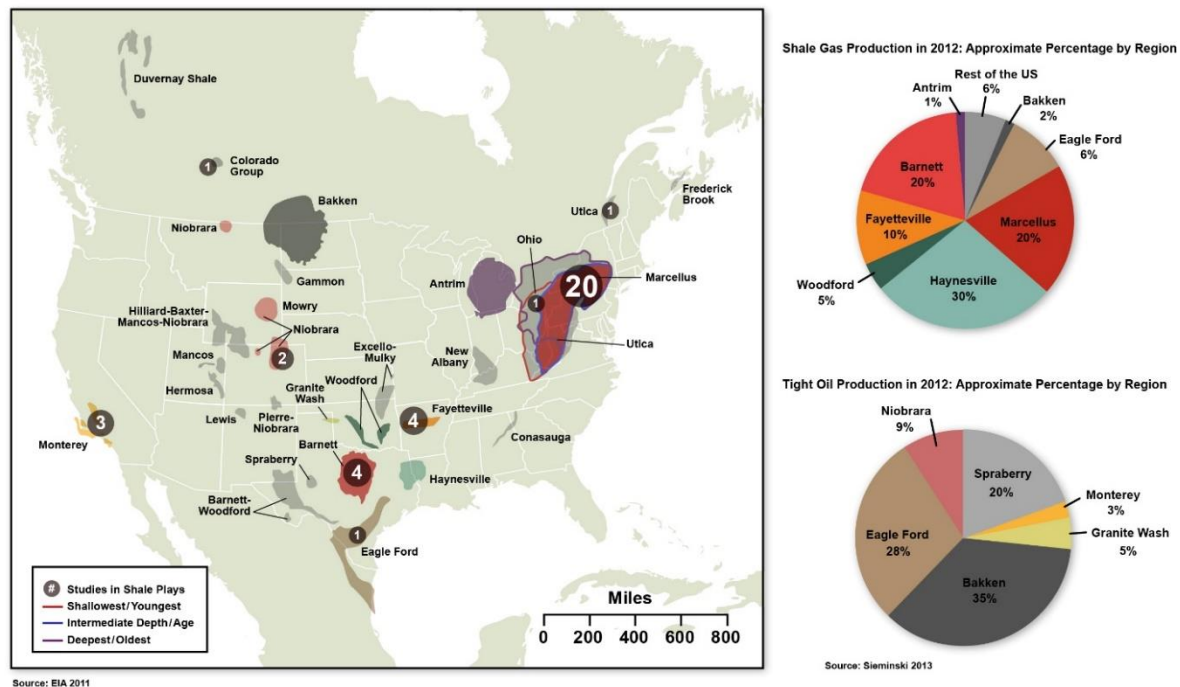 Duvernay Shale
1
Colorado
Group
Bakken
Niobrara
Frederick
Brook
Utica
1
Ohio
Gammon
Antrim
Marcellus
20
1
Mowry
Hilliard-Baxter-
Mancos-Niobrara
Niobrara
Utica
Mancos
2
Excello-
Mulky
New
Albany
Hermosa
Woodford
Granite
Wash
Lewis
Pierre-
Niobrara
Fayetteville
4
3
Monterey
Conasauga
Barnett
4
Spraberry
Haynesville
Barnett-
Woodford
1
Eagle Ford
# Studies in Shale Plays
Shallowest/Youngest
Intermediate Depth/Age
Deepest/Oldest
Miles
0 200 400 600 800
Source: EIA 2011
Shale Gas Production in 2012: Approximate Percentage by Region
Rest of the US
6%
Antrim
1%
Bakken
2%
Eagle Ford
6%
Barnett
20%
Marcellus
20%
Fayetteville
10%
Woodford
5%
Haynesville
30%
Tight Oil Production in 2012: Approximate Percentage by Region
Niobrara
9%
Spraberry
20%
Monterey
3%
Granite Wash
5%
Eagle Ford
28%
Bakken
35%
Source: Sieminski 2013